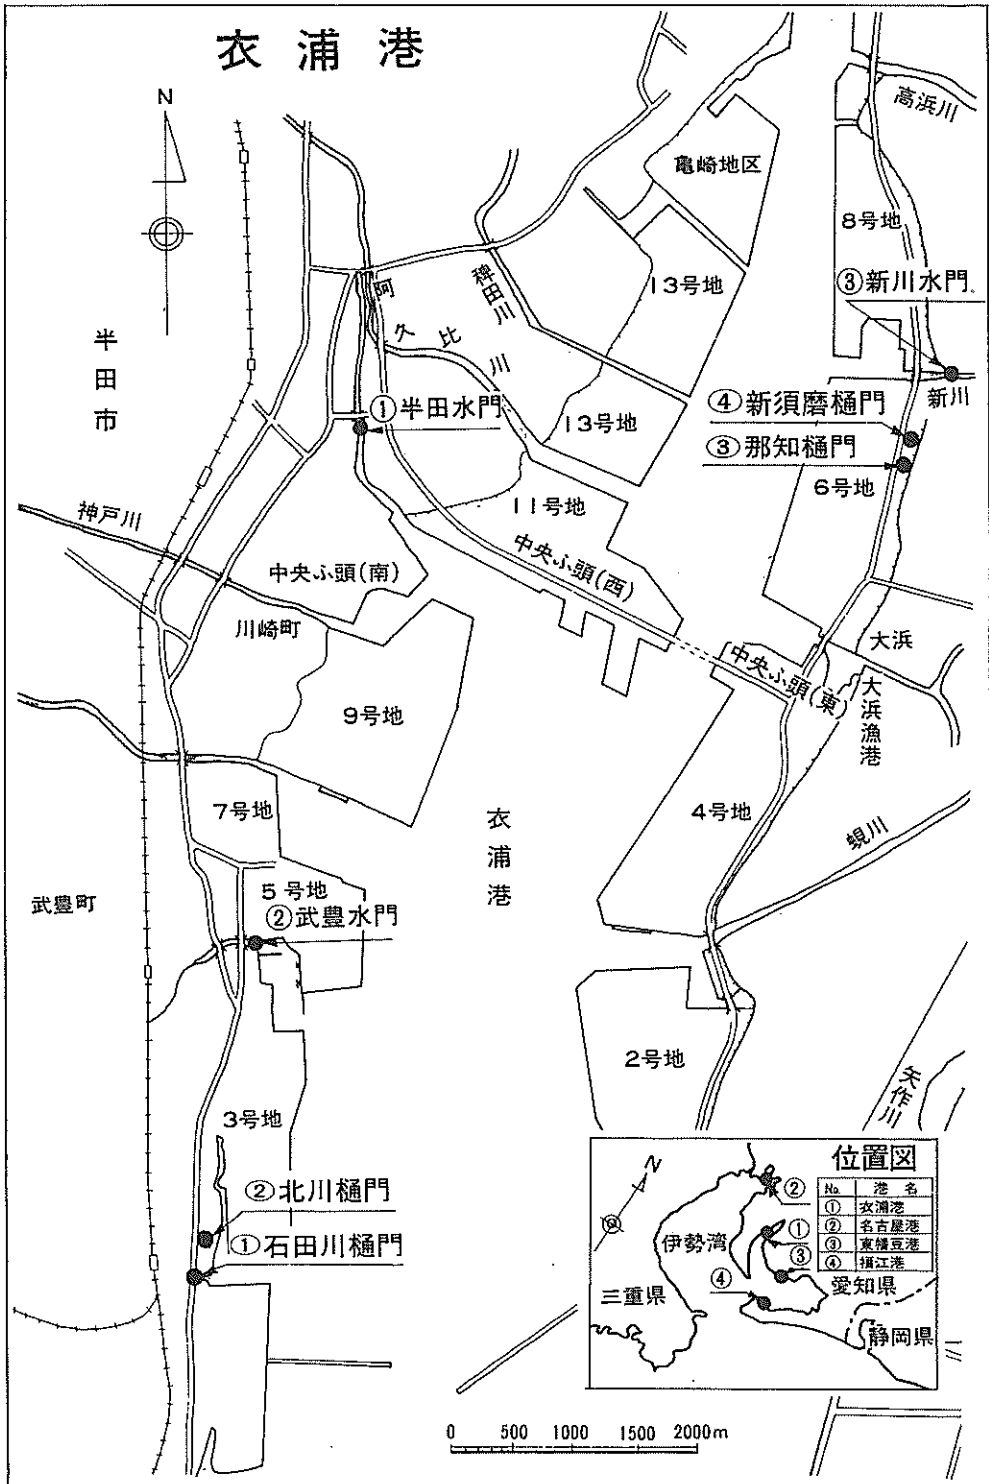 衣浦港
N
高浜川
亀崎地区
8号地
稗田川
13号地
③新川水門
阿久比川
半田市
①半田水門
13号地
④新須磨樋門
新川
③那知樋門
6号地
11号地
神戸川
中央ふ頭(南)
中央ふ頭(西)
川崎町
大浜
中央ふ頭(東)
大浜漁港
9号地
7号地
衣浦港
4号地
蜆川
5号地
武豊町
②武豊水門
2号地
矢作川
3号地
②北川樋門
①石田川樋門
位置図
N
No. 港名
① 衣浦港
② 名古屋港
③ 東幡豆港
④ 福江港
②
①
③
④
伊勢湾
三重県
愛知県
静岡県
0 500 1000 1500 2000m